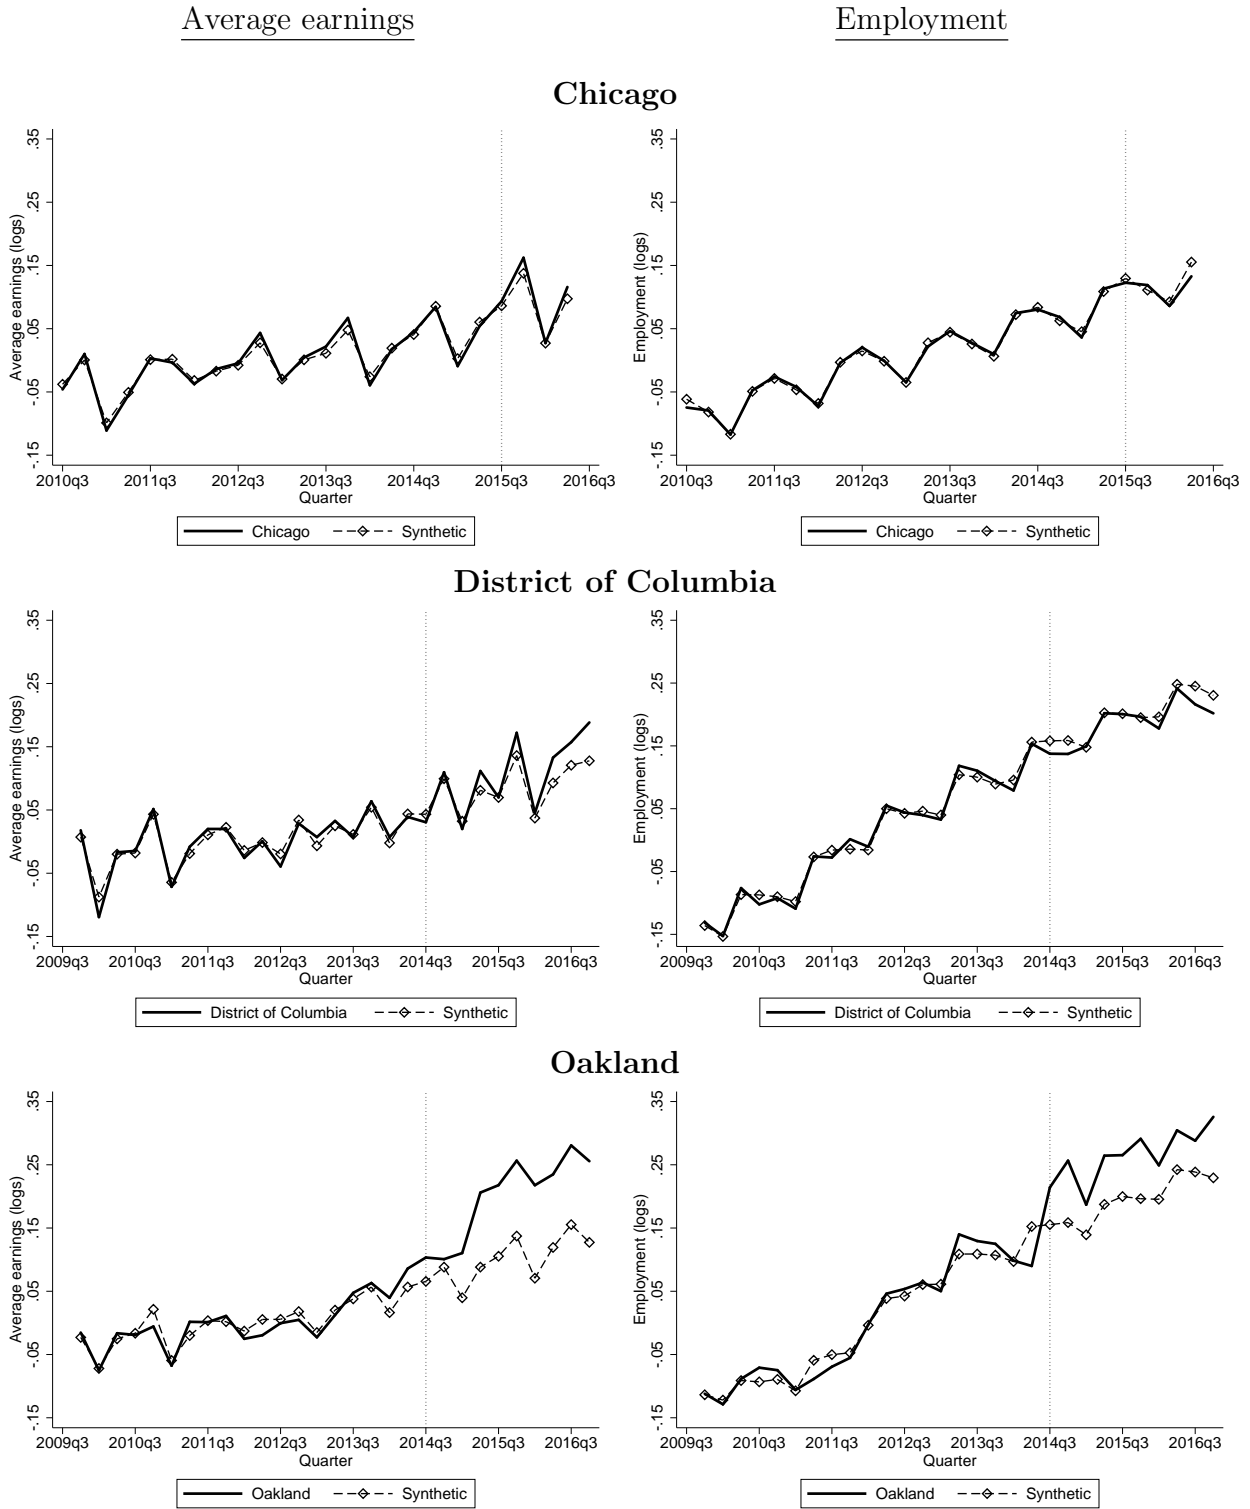 Average earnings
Employment
Chicago
Average earnings (logs)
.35
.25
.15
.05
-.05
-.15
2010q3 2011q3 2012q3 2013q3 2014q3 2015q3 2016q3
Quarter
Chicago Synthetic
Employment (logs)
.35
.25
.15
.05
-.05
-.15
2010q3 2011q3 2012q3 2013q3 2014q3 2015q3 2016q3
Quarter
Chicago Synthetic
District of Columbia
Average earnings (logs)
.35
.25
.15
.05
-.05
-.15
2009q3 2010q3 2011q3 2012q3 2013q3 2014q3 2015q3 2016q3
Quarter
District of Columbia Synthetic
Employment (logs)
.35
.25
.15
.05
-.05
-.15
2009q3 2010q3 2011q3 2012q3 2013q3 2014q3 2015q3 2016q3
Quarter
District of Columbia Synthetic
Oakland
Average earnings (logs)
.35
.25
.15
.05
-.05
-.15
2009q3 2010q3 2011q3 2012q3 2013q3 2014q3 2015q3 2016q3
Quarter
Oakland Synthetic
Employment (logs)
.35
.25
.15
.05
-.05
-.15
2009q3 2010q3 2011q3 2012q3 2013q3 2014q3 2015q3 2016q3
Quarter
Oakland Synthetic